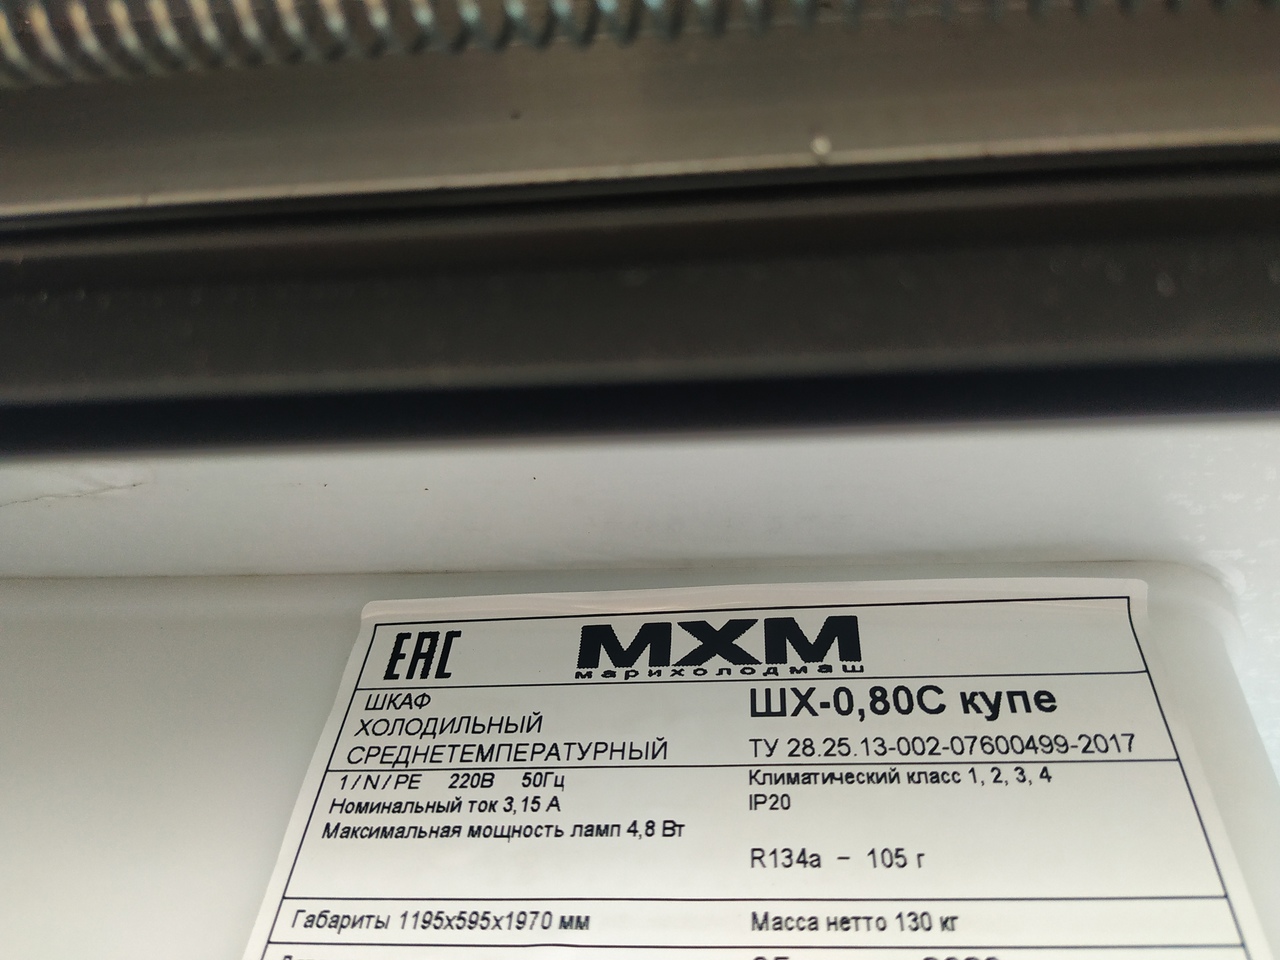 EAC
МХМ
марихолодмаш
ШКАФ
ХОЛОДИЛЬНЫЙ
СРЕДНЕТЕМПЕРАТУРНЫЙ
ШХ-0,80С купе
ТУ 28.25.13-002-07600499-2017
1/N/PE 220В 50Гц
Номинальный ток 3,15 А
Максимальная мощность ламп 4,8 Вт
Климатический класс 1, 2, 3, 4
IP20
R134a - 105 г
Габариты 1195х595х1970 мм
Масса нетто 130 кг